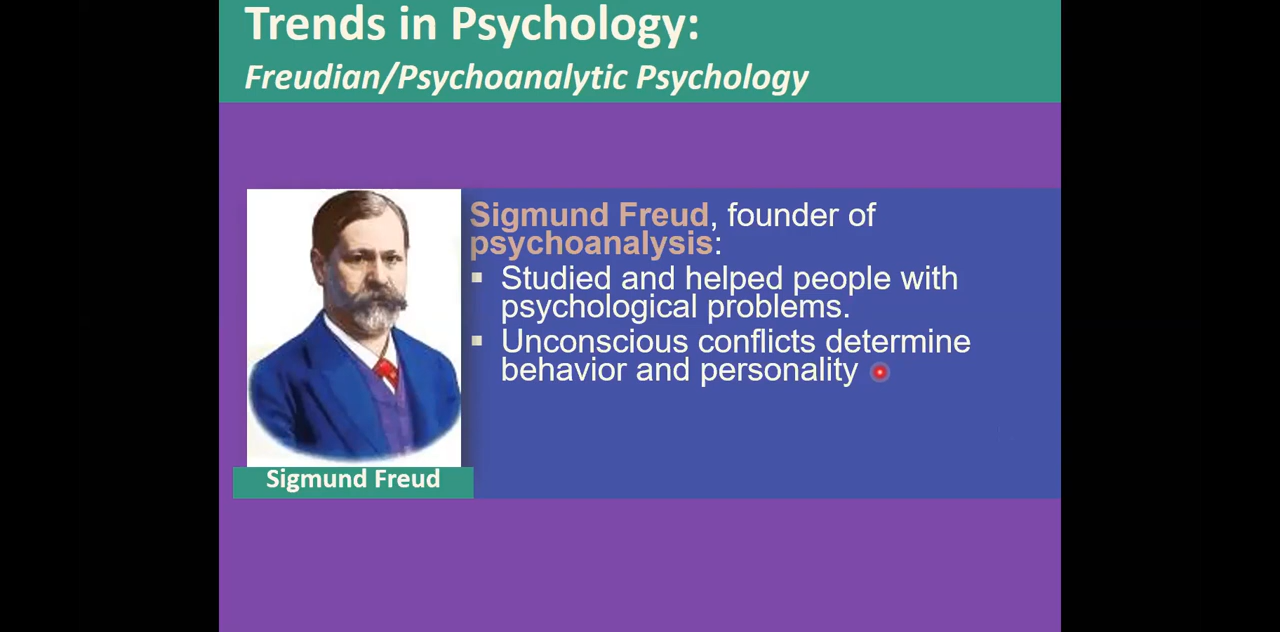 Trends in Psychology:
Freudian/Psychoanalytic Psychology
Sigmund Freud, founder of
psychoanalysis:
▪ Studied and helped people with
psychological problems.
▪ Unconscious conflicts determine
behavior and personality
Sigmund Freud